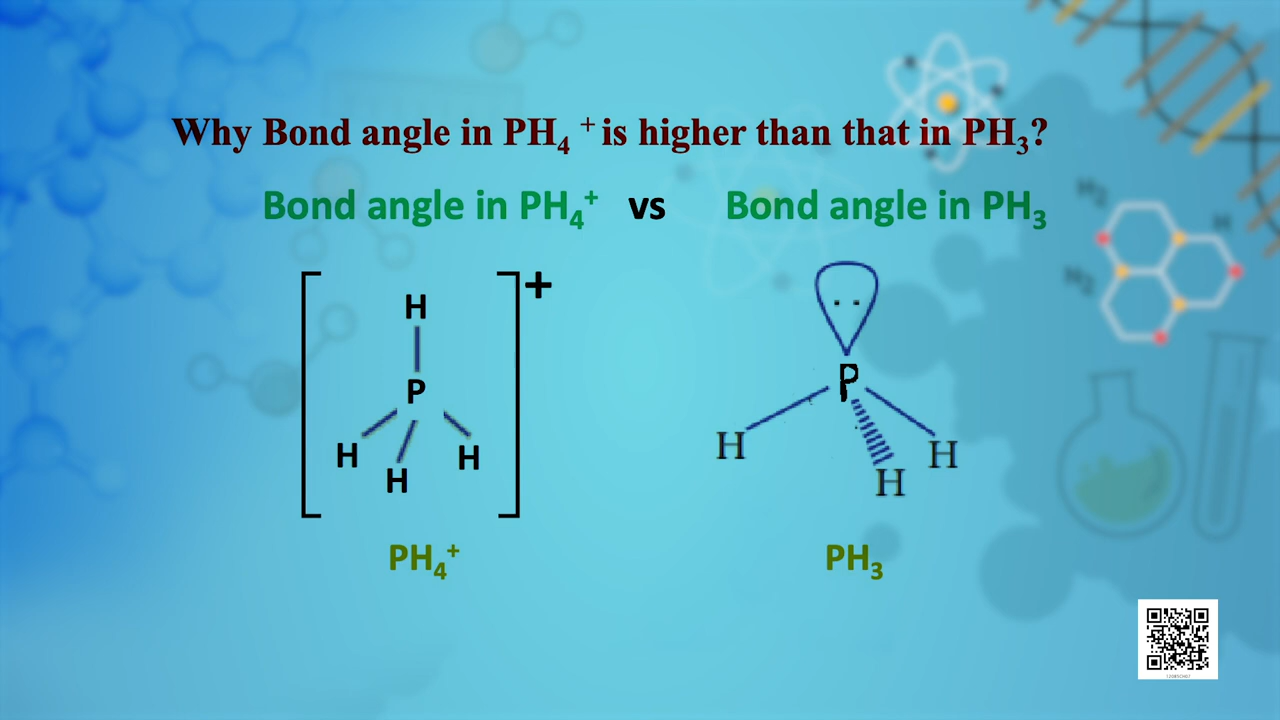 Why Bond angle in PH₄ ⁺ is higher than that in PH₃?
Bond angle in PH₄⁺ vs Bond angle in PH₃
+
H
P
H H H
PH₄⁺
: P
H H H
PH₃
H